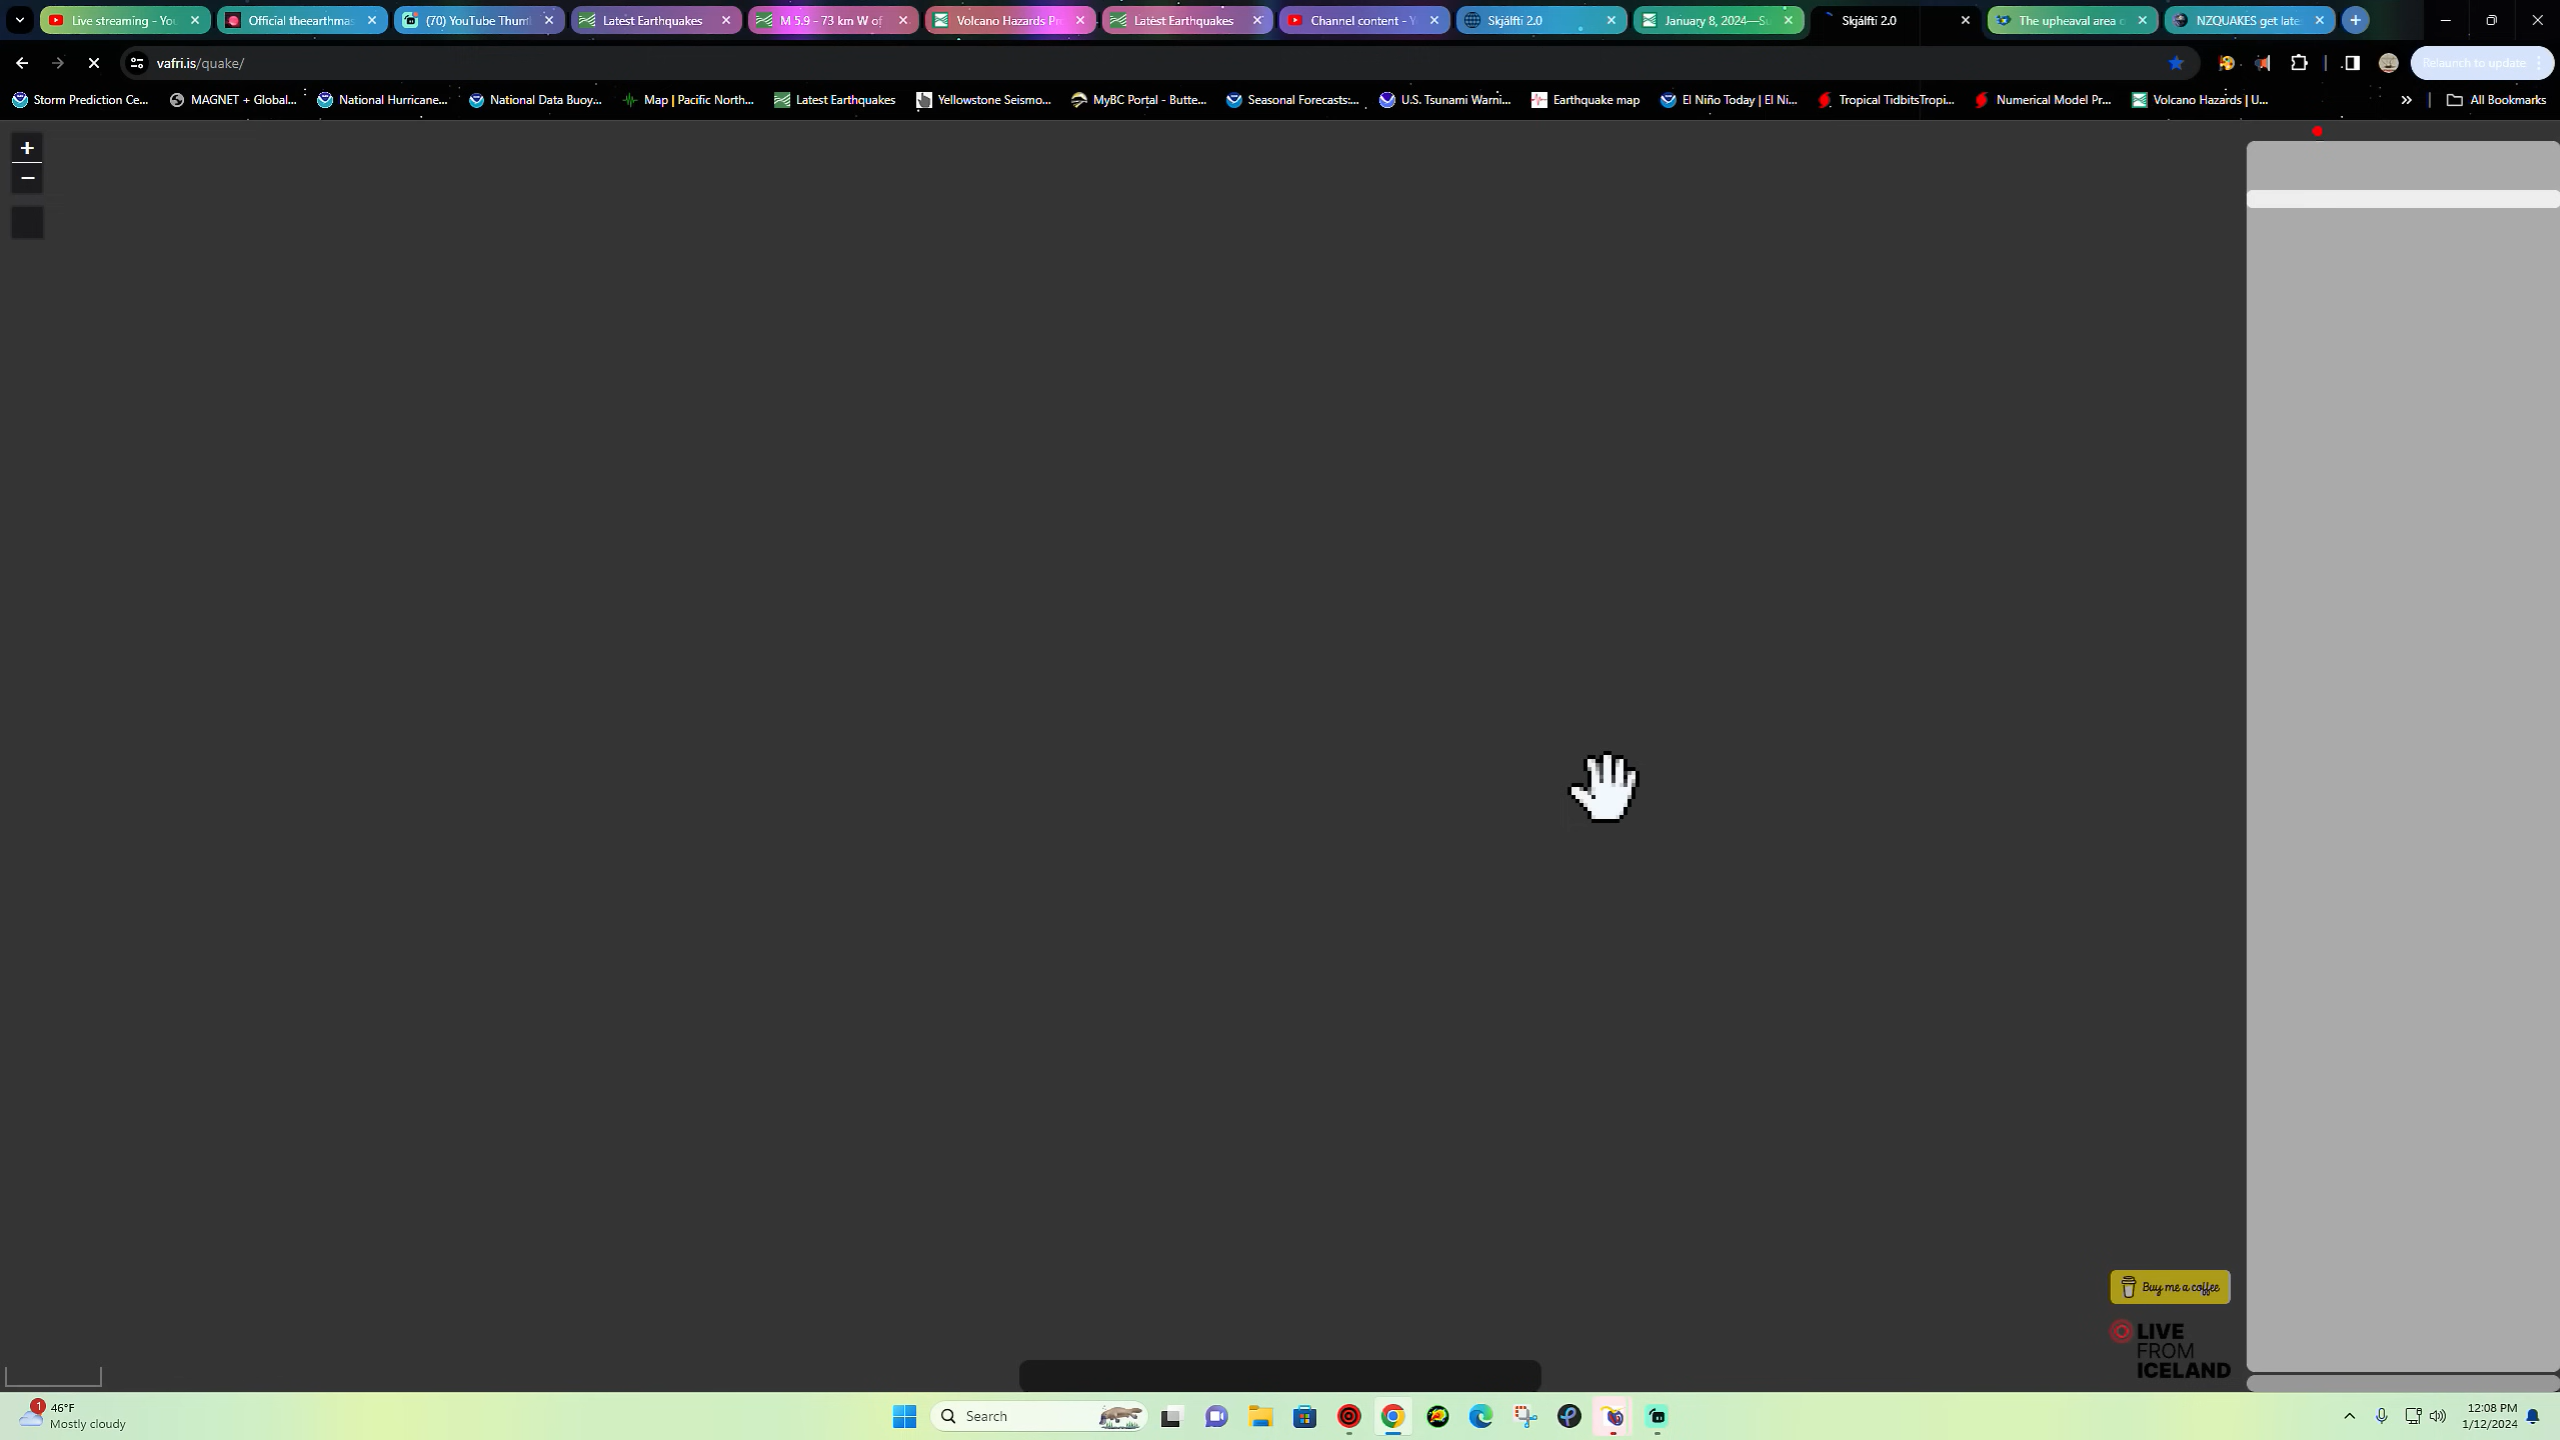 Live streaming - You
Official theearthmas
(70) YouTube Thum
Latest Earthquakes
M 5.9 - 73 km W of
Volcano Hazards Pr
Latest Earthquakes
Channel content - Y
Skjálfti 2.0
January 8, 2024—Su
Skjálfti 2.0
The upheaval area o
NZQUAKES get late
vafri.is/quake/
Relaunch to update
Storm Prediction Ce...
MAGNET + Global...
National Hurricane...
National Data Buoy...
Map | Pacific North...
Latest Earthquakes
Yellowstone Seismo...
MyBC Portal - Butte...
Seasonal Forecasts:...
U.S. Tsunami Warni...
Earthquake map
El Niño Today | El Ni...
Tropical TidbitsTropi...
Numerical Model Pr...
Volcano Hazards | U...
All Bookmarks
+
−
Buy me a coffee
LIVE
FROM
ICELAND
1
46°F
Mostly cloudy
Search
12:08 PM
1/12/2024